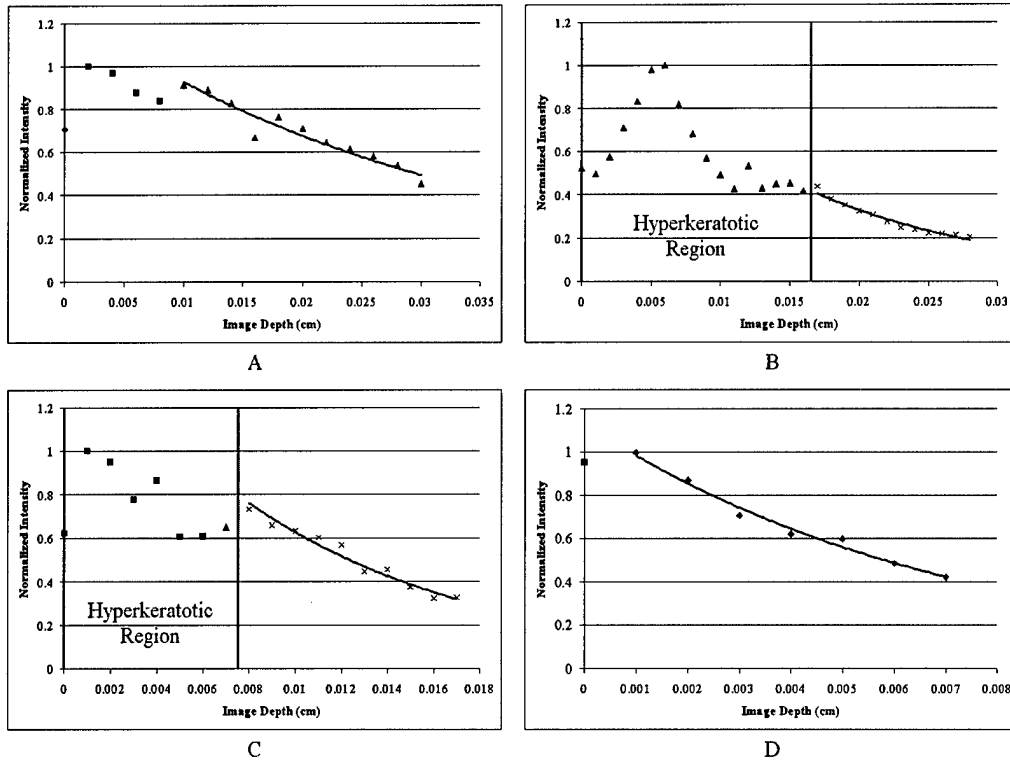 1.2
1
0.8
0.6
0.4
0.2
0
Normalized Intensity
0 0.005 0.01 0.015 0.02 0.025 0.03 0.035
Image Depth (cm)
A
1.2
1
0.8
0.6
0.4
0.2
0
Normalized Intensity
Hyperkeratotic
Region
0 0.005 0.01 0.015 0.02 0.025 0.03
Image Depth (cm)
B
1.2
1
0.8
0.6
0.4
0.2
0
Normalized Intensity
Hyperkeratotic
Region
0 0.002 0.004 0.006 0.008 0.01 0.012 0.014 0.016 0.018
Image Depth (cm)
C
1.2
1
0.8
0.6
0.4
0.2
0
Normalized Intensity
0 0.001 0.002 0.003 0.004 0.005 0.006 0.007 0.008
Image Depth (cm)
D